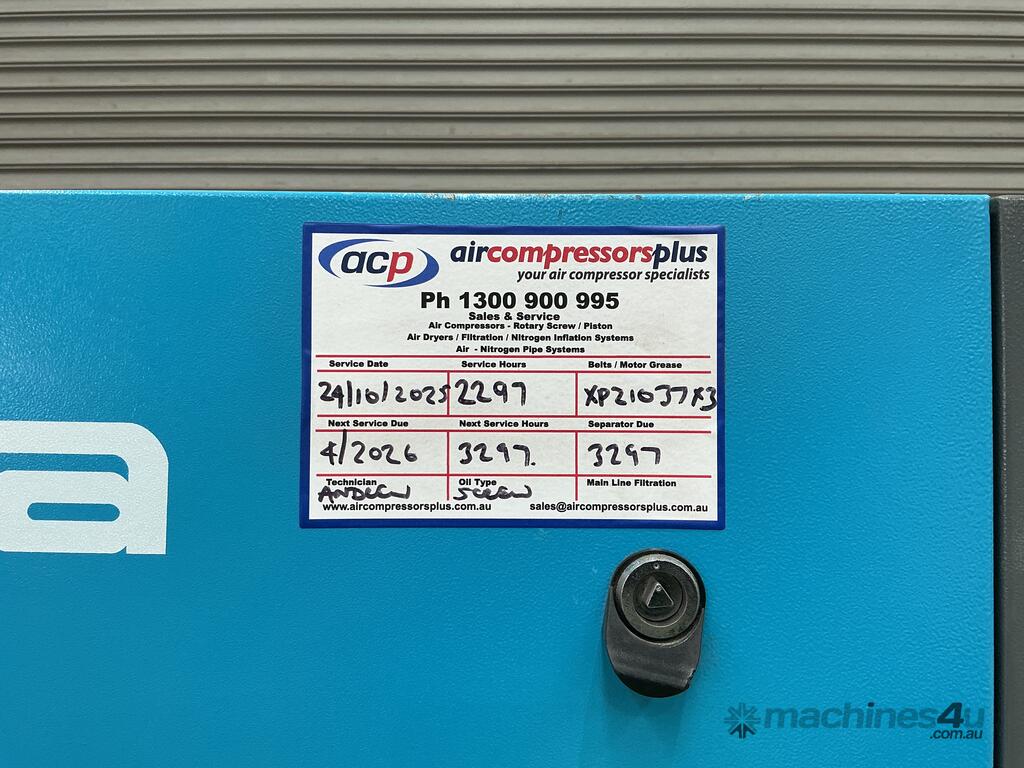 acp aircompressorsplus
your air compressor specialists
Ph 1300 900 995
Sales & Service
Air Compressors - Rotary Screw / Piston
Air Dryers / Filtration / Nitrogen Inflation Systems
Air - Nitrogen Pipe Systems
Service Date Service Hours Belts / Motor Grease
24/10/2025 2297 XPZ1037X3
Next Service Due Next Service Hours Separator Due
4/2026 3297. 3297
Technician Oil Type Main Line Filtration
ANDREW SCREW
www.aircompressorsplus.com.au sales@aircompressorsplus.com.au
a
machines4u
.com.au